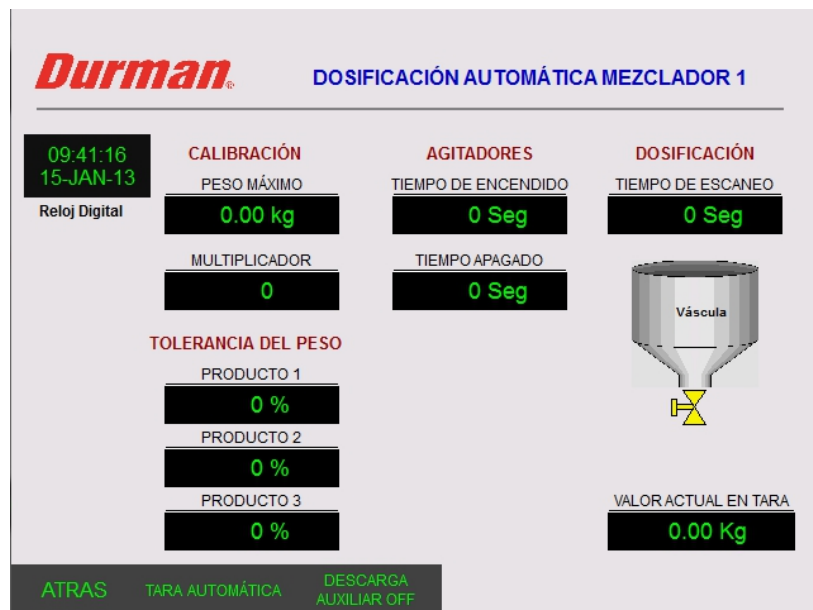 Durman®
DOSIFICACIÓN AUTOMÁTICA MEZCLADOR 1
09:41:16
15-JAN-13
Reloj Digital
CALIBRACIÓN
PESO MÁXIMO
0.00 kg
MULTIPLICADOR
0
TOLERANCIA DEL PESO
PRODUCTO 1
0 %
PRODUCTO 2
0 %
PRODUCTO 3
0 %
AGITADORES
TIEMPO DE ENCENDIDO
0 Seg
TIEMPO APAGADO
0 Seg
DOSIFICACIÓN
TIEMPO DE ESCANEO
0 Seg
Váscula
VALOR ACTUAL EN TARA
0.00 Kg
ATRAS
TARA AUTOMÁTICA
DESCARGA
AUXILIAR OFF